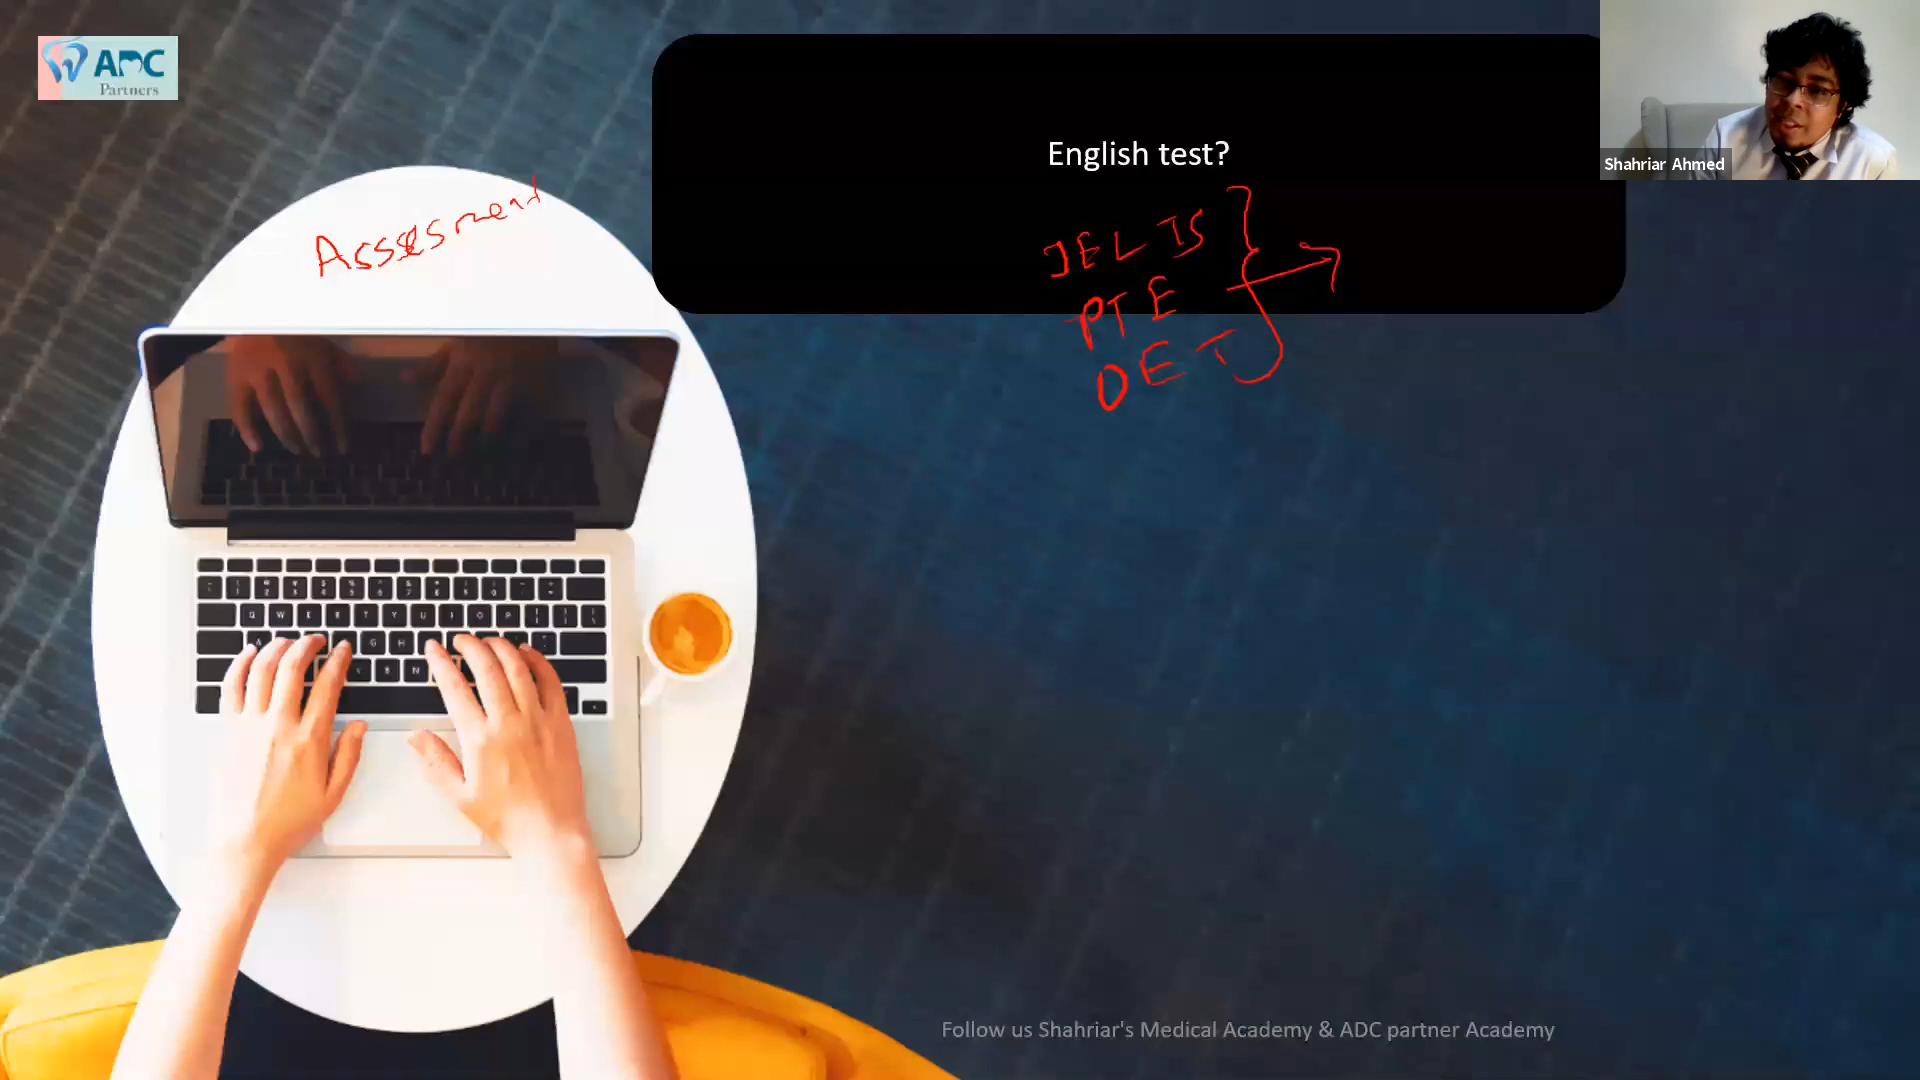 ADC
Partners
English test?
Shahriar Ahmed
Assesment
IELTS
PTE
OET
Follow us Shahriar's Medical Academy & ADC partner Academy